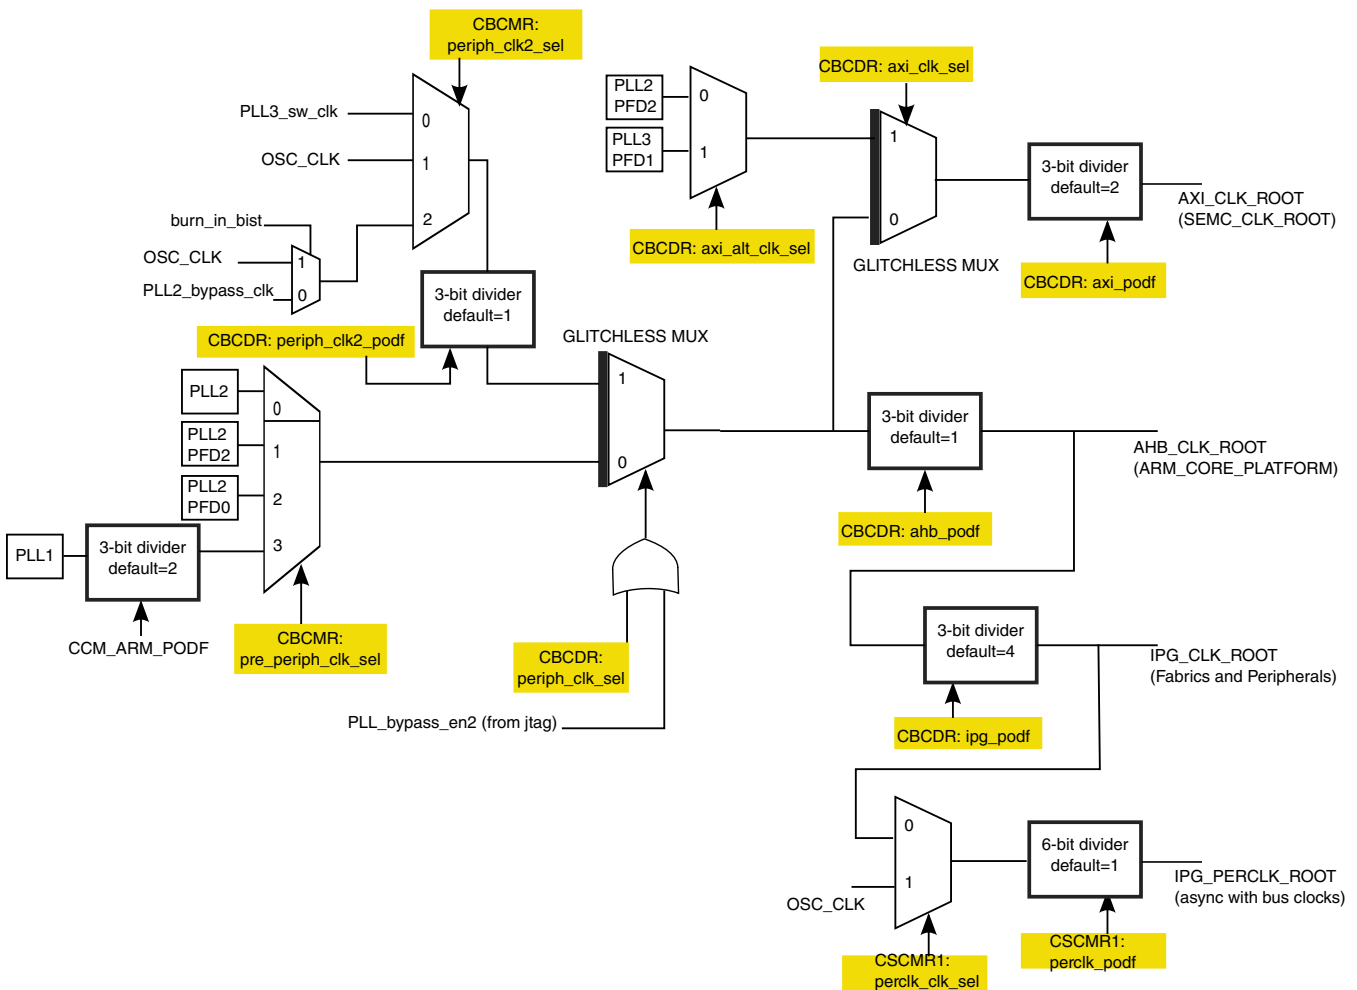 CBCMR:
periph_clk2_sel
PLL3_sw_clk
0
OSC_CLK
1
burn_in_bist
2
OSC_CLK
1
PLL2_bypass_clk
0
3-bit divider
default=1
CBCDR: periph_clk2_podf
PLL2
PFD2
0
PLL3
PFD1
1
CBCDR: axi_alt_clk_sel
CBCDR: axi_clk_sel
1
0
GLITCHLESS MUX
3-bit divider
default=2
AXI_CLK_ROOT
(SEMC_CLK_ROOT)
CBCDR: axi_podf
GLITCHLESS MUX
1
0
PLL2
0
PLL2
PFD2
1
PLL2
PFD0
2
PLL1
3-bit divider
default=2
3
CCM_ARM_PODF
CBCMR:
pre_periph_clk_sel
CBCDR:
periph_clk_sel
PLL_bypass_en2 (from jtag)
3-bit divider
default=1
AHB_CLK_ROOT
(ARM_CORE_PLATFORM)
CBCDR: ahb_podf
3-bit divider
default=4
IPG_CLK_ROOT
(Fabrics and Peripherals)
CBCDR: ipg_podf
0
1
OSC_CLK
6-bit divider
default=1
IPG_PERCLK_ROOT
(async with bus clocks)
CSCMR1:
perclk_clk_sel
CSCMR1:
perclk_podf